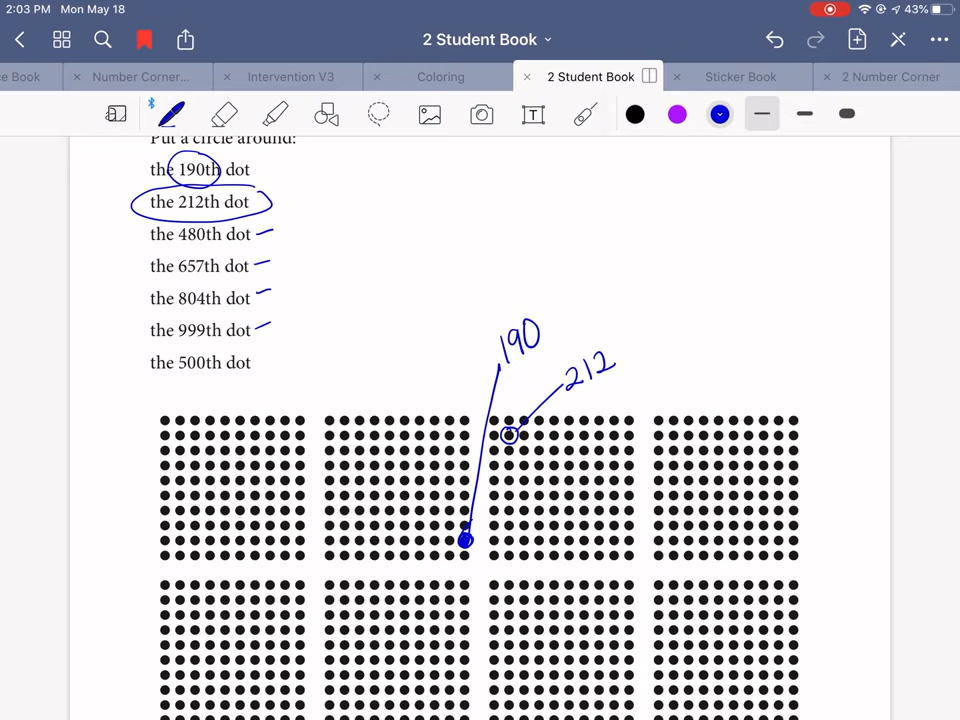 2:03 PM Mon May 18 43%
2 Student Book
ce Book Number Corner... Intervention V3 Coloring 2 Student Book Sticker Book 2 Number Corner
T
Put a circle around:
the 190th dot
the 212th dot
the 480th dot
the 657th dot
the 804th dot
the 999th dot
the 500th dot
190
212